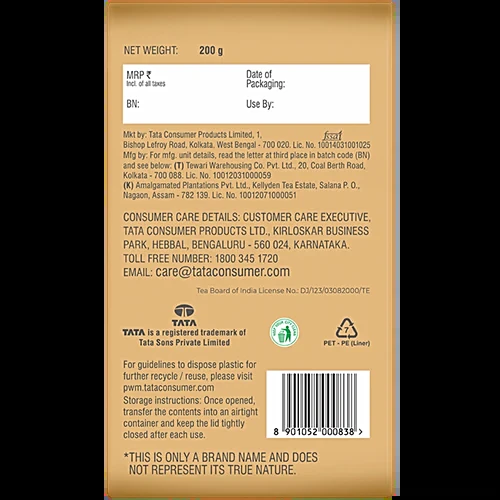 NET WEIGHT: 200 g
MRP ₹ Date of
Incl. of all taxes Packaging:
BN: Use By:
Mkt by: Tata Consumer Products Limited, 1, fssai
Bishop Lefroy Road, Kolkata, West Bengal - 700 020. Lic. No. 10014031001025
Mfg by: For mfg. unit details, read the letter at third place in batch code (BN)
and see below: (T) Tewari Warehousing Co. Pvt. Ltd., 20, Coal Berth Road,
Kolkata - 700 088. Lic. No. 10012031000059
(K) Amalgamated Plantations Pvt. Ltd., Kellyden Tea Estate, Salana P. O.,
Nagaon, Assam - 782 139. Lic. No. 10012071000051
CONSUMER CARE DETAILS: CUSTOMER CARE EXECUTIVE,
TATA CONSUMER PRODUCTS LTD., KIRLOSKAR BUSINESS
PARK, HEBBAL, BENGALURU - 560 024, KARNATAKA.
TOLL FREE NUMBER: 1800 345 1720
EMAIL: care@tataconsumer.com
Tea Board of India License No.: DJ/123/03082000/TE
TATA
TATA is a registered trademark of
Tata Sons Private Limited
7
PET - PE (Liner)
For guidelines to dispose plastic for
further recycle / reuse, please visit
pwm.tataconsumer.com
Storage instructions: Once opened,
transfer the contents into an airtight
container and keep the lid tightly
closed after each use.
8 901052 000838 >
*THIS IS ONLY A BRAND NAME AND DOES
NOT REPRESENT ITS TRUE NATURE.